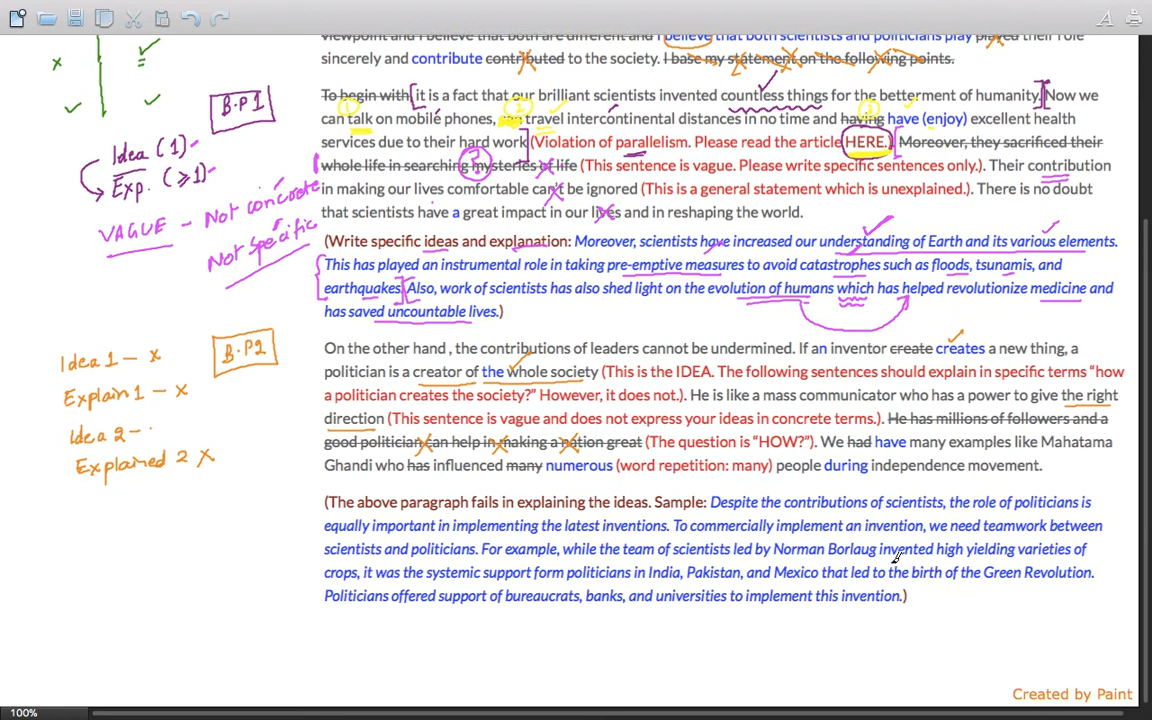 viewpoint and I believe that both are different and I believe that both scientists and politicians play played their role
sincerely and contribute contributed to the society. I base my statement on the following points.
x
B.P1
Idea (1)
Exp. (≥1)
VAGUE - Not concrete
Not specific
To begin with, it is a fact that our brilliant scientists invented countless things for the betterment of humanity. Now we
1 2 3
can talk on mobile phones, travel intercontinental distances in no time and having have (enjoy) excellent health
services due to their hard work (Violation of parallelism. Please read the article HERE.). Moreover, they sacrificed their
whole life in searching mysteries of life (This sentence is vague. Please write specific sentences only.). Their contribution
?
in making our lives comfortable can't be ignored (This is a general statement which is unexplained.). There is no doubt
that scientists have a great impact in our lives and in reshaping the world.
(Write specific ideas and explanation: Moreover, scientists have increased our understanding of Earth and its various elements.
This has played an instrumental role in taking pre-emptive measures to avoid catastrophes such as floods, tsunamis, and
earthquakes. Also, work of scientists has also shed light on the evolution of humans which has helped revolutionize medicine and
has saved uncountable lives.)
B.P2
Idea 1 - x
Explain 1 - x
Idea 2 -
Explained 2 x
On the other hand , the contributions of leaders cannot be undermined. If an inventor create creates a new thing, a
politician is a creator of the whole society (This is the IDEA. The following sentences should explain in specific terms “how
a politician creates the society?” However, it does not.). He is like a mass communicator who has a power to give the right
direction (This sentence is vague and does not express your ideas in concrete terms.). He has millions of followers and a
good politician can help in making a nation great (The question is “HOW?”). We had have many examples like Mahatama
Ghandi who has influenced many numerous (word repetition: many) people during independence movement.
(The above paragraph fails in explaining the ideas. Sample: Despite the contributions of scientists, the role of politicians is
equally important in implementing the latest inventions. To commercially implement an invention, we need teamwork between
scientists and politicians. For example, while the team of scientists led by Norman Borlaug invented high yielding varieties of
crops, it was the systemic support form politicians in India, Pakistan, and Mexico that led to the birth of the Green Revolution.
Politicians offered support of bureaucrats, banks, and universities to implement this invention.)
Created by Paint
100%